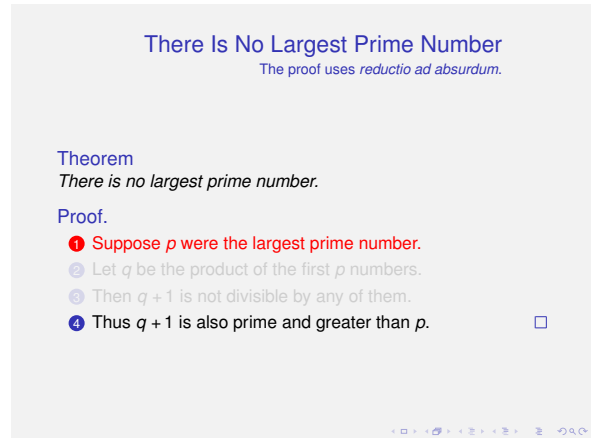 There Is No Largest Prime Number
The proof uses reductio ad absurdum.
Theorem
There is no largest prime number.
Proof.
1 Suppose p were the largest prime number.
2 Let q be the product of the first p numbers.
3 Then q + 1 is not divisible by any of them.
4 Thus q + 1 is also prime and greater than p.